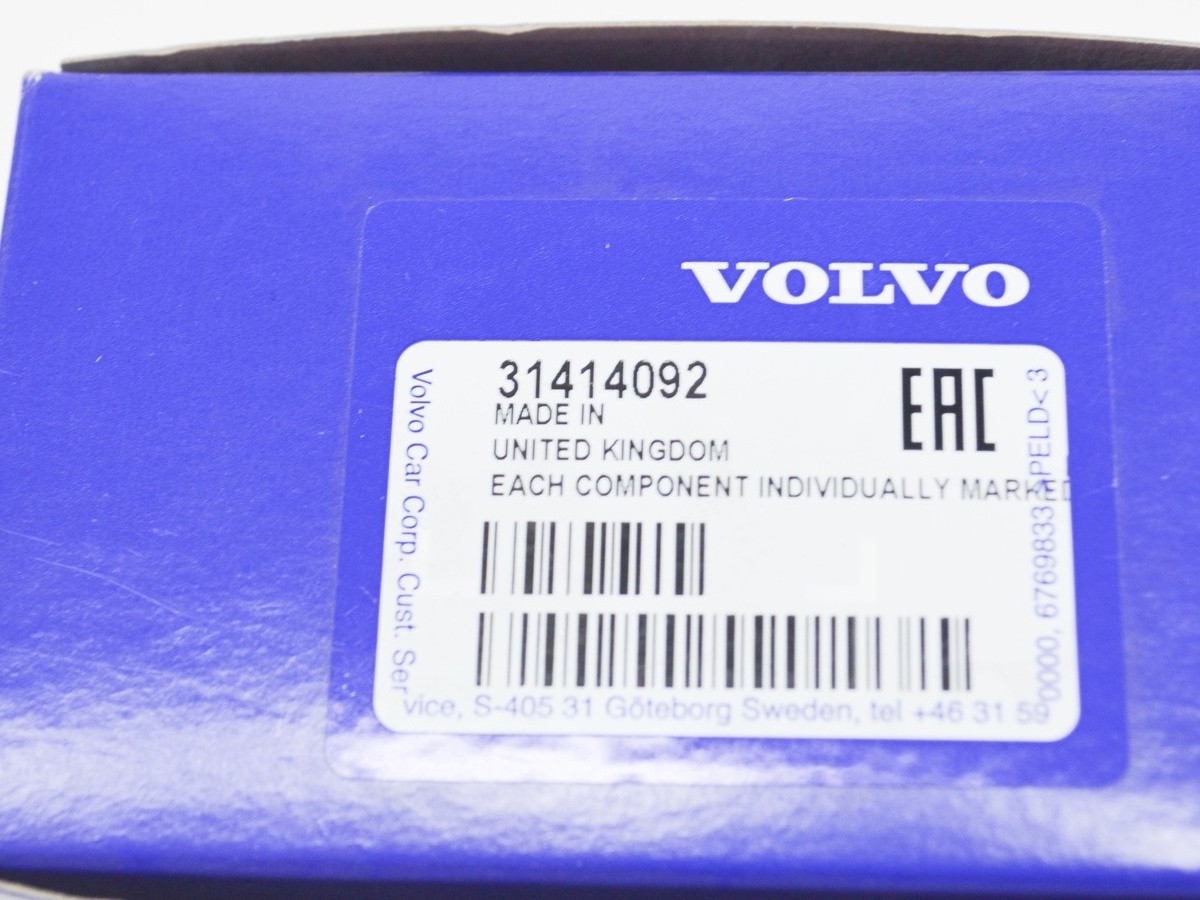 VOLVO
31414092
EAC
MADE IN
UNITED KINGDOM
EACH COMPONENT INDIVIDUALLY MARKED
Volvo Car Corp. Cust. Ser
vice, S-405 31 Göteborg Sweden, tel +46 31 59
0000, 6769833 >PELD< 3